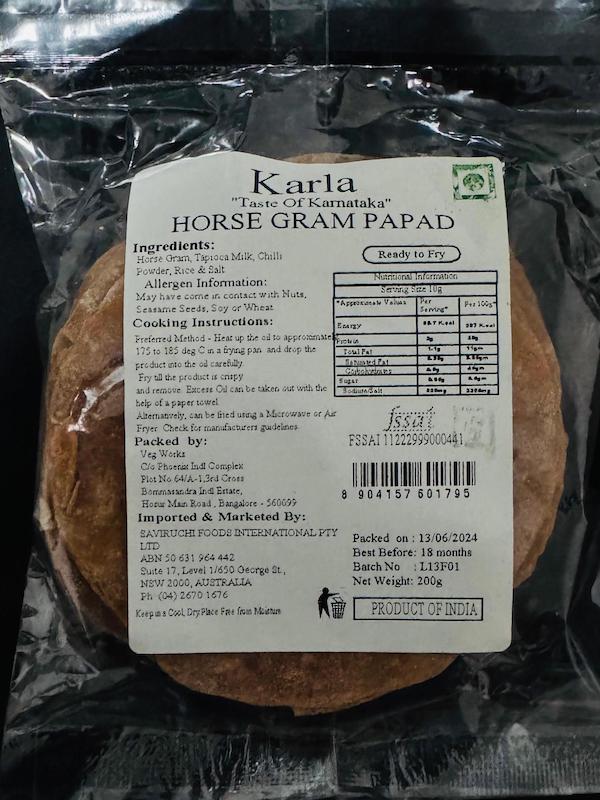 Karla
"Taste Of Karnataka"
HORSE GRAM PAPAD
Ingredients:
Horse Gram, Tapioca Milk, Chilli
Powder, Rice & Salt
Allergen Information:
May have come in contact with Nuts,
Seasame Seeds, Soy or Wheat
Cooking Instructions:
Preferred Method - Heat up the oil to approximatel
175 to 185 deg C in a frying pan and drop the
product into the oil carefully.
Fry till the product is crispy
and remove. Excess Oil can be taken out with the
help of a paper towel
Alternatively, can be fried using a Microwave or Air
Fryer Check for manufacturers guidelines
Packed by:
Veg Works
C/o Phoenix Indl Complex
Plot No 64/A-1,3rd Cross
Bommasandra Indl Estate,
Hosur Main Road, Bangalore - 560099
Imported & Marketed By:
SAVIRUCHI FOODS INTERNATIONAL PTY
LTD
ABN 50 631 964 442
Suite 17, Level 1/650 George St.,
NSW 2000, AUSTRALIA
Ph (04) 2670 1676
Keep in a Cool, Dry Place Free from Moisture
Ready to Fry
Nutritional Information
Serving Size 10g
*Approximate Values Per Serving* Per 100g*
Energy
Protein
Total Fat
Saturated Fat
Carbohydrates
Sugar
Sodium/Salt
fssai
FSSAI 11222999000441
8 904157 601795
Packed on : 13/06/2024
Best Before: 18 months
Batch No : L13F01
Net Weight: 200g
PRODUCT OF INDIA